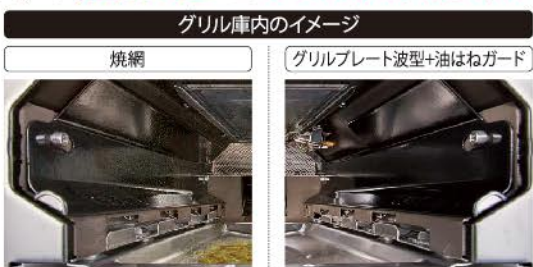 グリル庫内のイメージ
焼網
グリルプレート波型+油はねガード